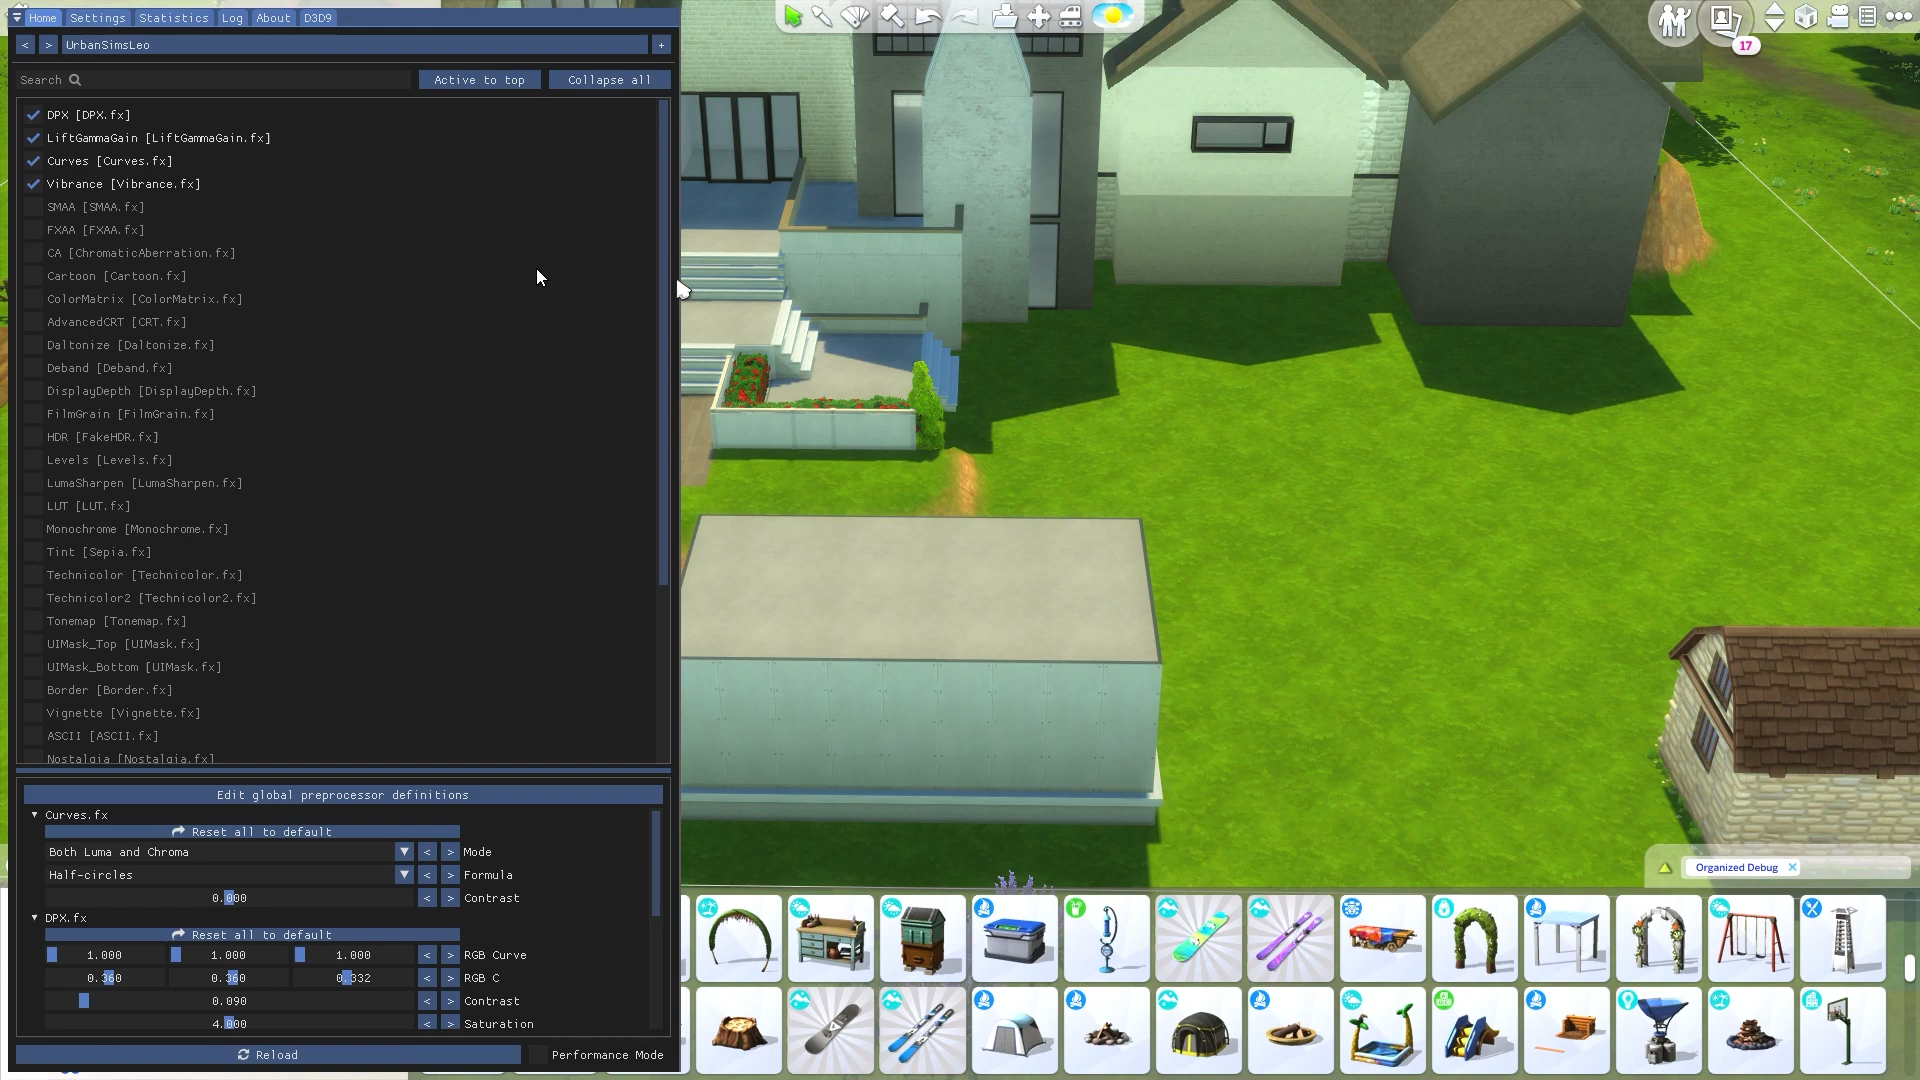 Home Settings Statistics Log About D3D9
< > UrbanSimsLeo +
Search Active to top Collapse all
DPX [DPX.fx]
LiftGammaGain [LiftGammaGain.fx]
Curves [Curves.fx]
Vibrance [Vibrance.fx]
SMAA [SMAA.fx]
FXAA [FXAA.fx]
CA [ChromaticAberration.fx]
Cartoon [Cartoon.fx]
ColorMatrix [ColorMatrix.fx]
AdvancedCRT [CRT.fx]
Daltonize [Daltonize.fx]
Deband [Deband.fx]
DisplayDepth [DisplayDepth.fx]
FilmGrain [FilmGrain.fx]
HDR [FakeHDR.fx]
Levels [Levels.fx]
LumaSharpen [LumaSharpen.fx]
LUT [LUT.fx]
Monochrome [Monochrome.fx]
Tint [Sepia.fx]
Technicolor [Technicolor.fx]
Technicolor2 [Technicolor2.fx]
Tonemap [Tonemap.fx]
UIMask_Top [UIMask.fx]
UIMask_Bottom [UIMask.fx]
Border [Border.fx]
Vignette [Vignette.fx]
ASCII [ASCII.fx]
Nostalgia [Nostalgia.fx]
Edit global preprocessor definitions
Curves.fx
Reset all to default
Both Luma and Chroma < > Mode
Half-circles < > Formula
0.000 < > Contrast
DPX.fx
Reset all to default
1.000 1.000 1.000 < > RGB Curve
0.360 0.360 0.332 < > RGB C
0.090 < > Contrast
4.000 < > Saturation
Reload Performance Mode
17
Organized Debug